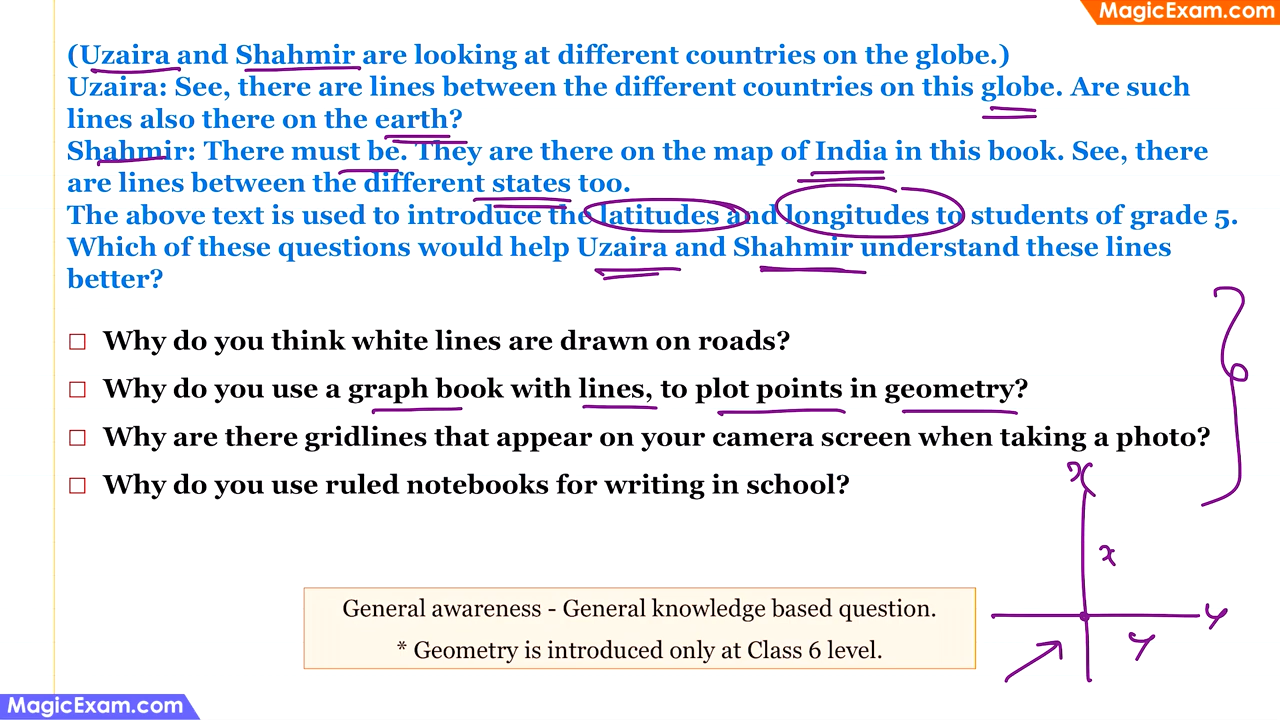 MagicExam.com
(Uzaira and Shahmir are looking at different countries on the globe.)
Uzaira: See, there are lines between the different countries on this globe. Are such
lines also there on the earth?
Shahmir: There must be. They are there on the map of India in this book. See, there
are lines between the different states too.
The above text is used to introduce the latitudes and longitudes to students of grade 5.
Which of these questions would help Uzaira and Shahmir understand these lines
better?
Why do you think white lines are drawn on roads?
Why do you use a graph book with lines, to plot points in geometry?
Why are there gridlines that appear on your camera screen when taking a photo?
Why do you use ruled notebooks for writing in school?
x
x
y
y
General awareness - General knowledge based question.
* Geometry is introduced only at Class 6 level.
MagicExam.com